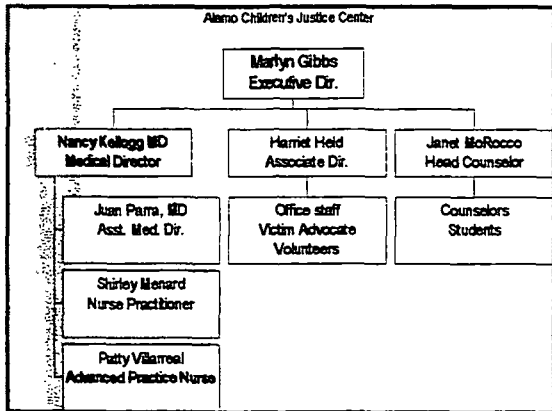 Alamo Children's Justice Center
Marlyn Gibbs
Executive Dir.
Nancy Kellogg MD
Medical Director
Harriet Heid
Associate Dir.
Janet MoRocco
Head Counselor
Juan Parra, MD
Asst. Med. Dir.
Office staff
Victim Advocate
Volunteers
Counselors
Students
Shirley Menard
Nurse Practitioner
Patty Villarreal
Advanced Practice Nurse